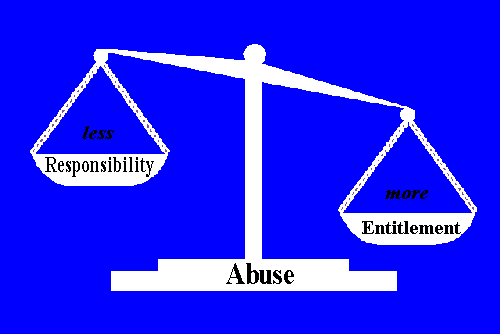 less
Responsibility
more
Entitlement
Abuse